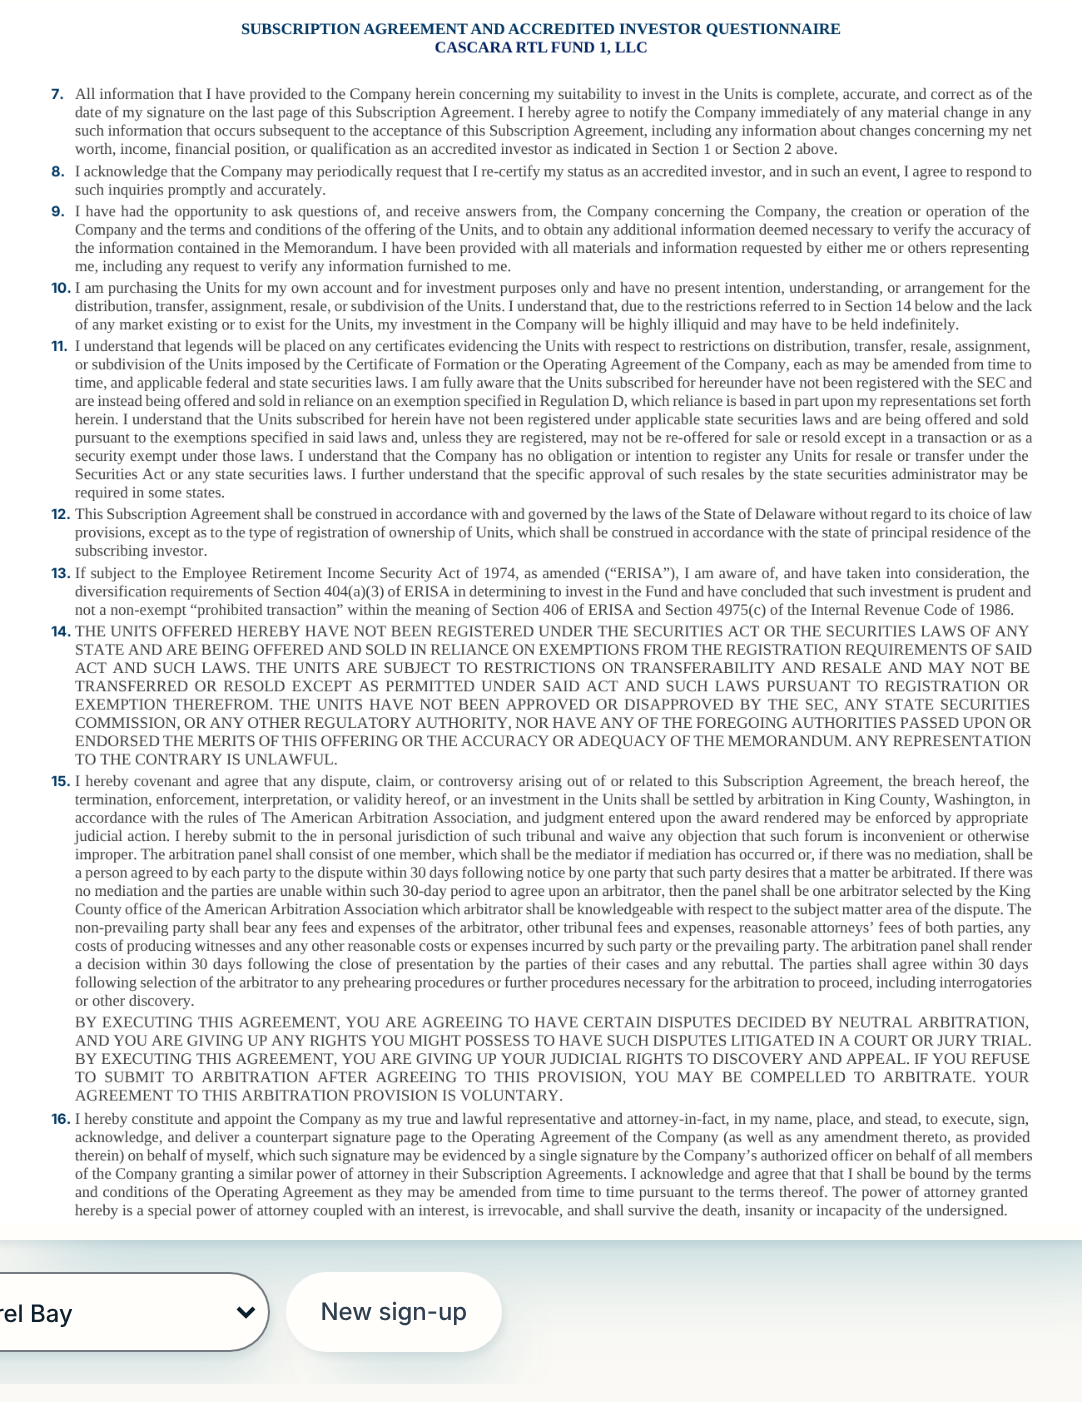 SUBSCRIPTION AGREEMENT AND ACCREDITED INVESTOR QUESTIONNAIRE
CASCARA RTL FUND 1, LLC
7. All information that I have provided to the Company herein concerning my suitability to invest in the Units is complete, accurate, and correct as of the
date of my signature on the last page of this Subscription Agreement. I hereby agree to notify the Company immediately of any material change in any
such information that occurs subsequent to the acceptance of this Subscription Agreement, including any information about changes concerning my net
worth, income, financial position, or qualification as an accredited investor as indicated in Section 1 or Section 2 above.
8. I acknowledge that the Company may periodically request that I re-certify my status as an accredited investor, and in such an event, I agree to respond to
such inquiries promptly and accurately.
9. I have had the opportunity to ask questions of, and receive answers from, the Company concerning the Company, the creation or operation of the
Company and the terms and conditions of the offering of the Units, and to obtain any additional information deemed necessary to verify the accuracy of
the information contained in the Memorandum. I have been provided with all materials and information requested by either me or others representing
me, including any request to verify any information furnished to me.
10. I am purchasing the Units for my own account and for investment purposes only and have no present intention, understanding, or arrangement for the
distribution, transfer, assignment, resale, or subdivision of the Units. I understand that, due to the restrictions referred to in Section 14 below and the lack
of any market existing or to exist for the Units, my investment in the Company will be highly illiquid and may have to be held indefinitely.
11. I understand that legends will be placed on any certificates evidencing the Units with respect to restrictions on distribution, transfer, resale, assignment,
or subdivision of the Units imposed by the Certificate of Formation or the Operating Agreement of the Company, each as may be amended from time to
time, and applicable federal and state securities laws. I am fully aware that the Units subscribed for hereunder have not been registered with the SEC and
are instead being offered and sold in reliance on an exemption specified in Regulation D, which reliance is based in part upon my representations set forth
herein. I understand that the Units subscribed for herein have not been registered under applicable state securities laws and are being offered and sold
pursuant to the exemptions specified in said laws and, unless they are registered, may not be re-offered for sale or resold except in a transaction or as a
security exempt under those laws. I understand that the Company has no obligation or intention to register any Units for resale or transfer under the
Securities Act or any state securities laws. I further understand that the specific approval of such resales by the state securities administrator may be
required in some states.
12. This Subscription Agreement shall be construed in accordance with and governed by the laws of the State of Delaware without regard to its choice of law
provisions, except as to the type of registration of ownership of Units, which shall be construed in accordance with the state of principal residence of the
subscribing investor.
13. If subject to the Employee Retirement Income Security Act of 1974, as amended (“ERISA”), I am aware of, and have taken into consideration, the
diversification requirements of Section 404(a)(3) of ERISA in determining to invest in the Fund and have concluded that such investment is prudent and
not a non-exempt “prohibited transaction” within the meaning of Section 406 of ERISA and Section 4975(c) of the Internal Revenue Code of 1986.
14. THE UNITS OFFERED HEREBY HAVE NOT BEEN REGISTERED UNDER THE SECURITIES ACT OR THE SECURITIES LAWS OF ANY
STATE AND ARE BEING OFFERED AND SOLD IN RELIANCE ON EXEMPTIONS FROM THE REGISTRATION REQUIREMENTS OF SAID
ACT AND SUCH LAWS. THE UNITS ARE SUBJECT TO RESTRICTIONS ON TRANSFERABILITY AND RESALE AND MAY NOT BE
TRANSFERRED OR RESOLD EXCEPT AS PERMITTED UNDER SAID ACT AND SUCH LAWS PURSUANT TO REGISTRATION OR
EXEMPTION THEREFROM. THE UNITS HAVE NOT BEEN APPROVED OR DISAPPROVED BY THE SEC, ANY STATE SECURITIES
COMMISSION, OR ANY OTHER REGULATORY AUTHORITY, NOR HAVE ANY OF THE FOREGOING AUTHORITIES PASSED UPON OR
ENDORSED THE MERITS OF THIS OFFERING OR THE ACCURACY OR ADEQUACY OF THE MEMORANDUM. ANY REPRESENTATION
TO THE CONTRARY IS UNLAWFUL.
15. I hereby covenant and agree that any dispute, claim, or controversy arising out of or related to this Subscription Agreement, the breach hereof, the
termination, enforcement, interpretation, or validity hereof, or an investment in the Units shall be settled by arbitration in King County, Washington, in
accordance with the rules of The American Arbitration Association, and judgment entered upon the award rendered may be enforced by appropriate
judicial action. I hereby submit to the in personal jurisdiction of such tribunal and waive any objection that such forum is inconvenient or otherwise
improper. The arbitration panel shall consist of one member, which shall be the mediator if mediation has occurred or, if there was no mediation, shall be
a person agreed to by each party to the dispute within 30 days following notice by one party that such party desires that a matter be arbitrated. If there was
no mediation and the parties are unable within such 30-day period to agree upon an arbitrator, then the panel shall be one arbitrator selected by the King
County office of the American Arbitration Association which arbitrator shall be knowledgeable with respect to the subject matter area of the dispute. The
non-prevailing party shall bear any fees and expenses of the arbitrator, other tribunal fees and expenses, reasonable attorneys’ fees of both parties, any
costs of producing witnesses and any other reasonable costs or expenses incurred by such party or the prevailing party. The arbitration panel shall render
a decision within 30 days following the close of presentation by the parties of their cases and any rebuttal. The parties shall agree within 30 days
following selection of the arbitrator to any prehearing procedures or further procedures necessary for the arbitration to proceed, including interrogatories
or other discovery.
BY EXECUTING THIS AGREEMENT, YOU ARE AGREEING TO HAVE CERTAIN DISPUTES DECIDED BY NEUTRAL ARBITRATION,
AND YOU ARE GIVING UP ANY RIGHTS YOU MIGHT POSSESS TO HAVE SUCH DISPUTES LITIGATED IN A COURT OR JURY TRIAL.
BY EXECUTING THIS AGREEMENT, YOU ARE GIVING UP YOUR JUDICIAL RIGHTS TO DISCOVERY AND APPEAL. IF YOU REFUSE
TO SUBMIT TO ARBITRATION AFTER AGREEING TO THIS PROVISION, YOU MAY BE COMPELLED TO ARBITRATE. YOUR
AGREEMENT TO THIS ARBITRATION PROVISION IS VOLUNTARY.
16. I hereby constitute and appoint the Company as my true and lawful representative and attorney-in-fact, in my name, place, and stead, to execute, sign,
acknowledge, and deliver a counterpart signature page to the Operating Agreement of the Company (as well as any amendment thereto, as provided
therein) on behalf of myself, which such signature may be evidenced by a single signature by the Company’s authorized officer on behalf of all members
of the Company granting a similar power of attorney in their Subscription Agreements. I acknowledge and agree that that I shall be bound by the terms
and conditions of the Operating Agreement as they may be amended from time to time pursuant to the terms thereof. The power of attorney granted
hereby is a special power of attorney coupled with an interest, is irrevocable, and shall survive the death, insanity or incapacity of the undersigned.
rel Bay
New sign-up